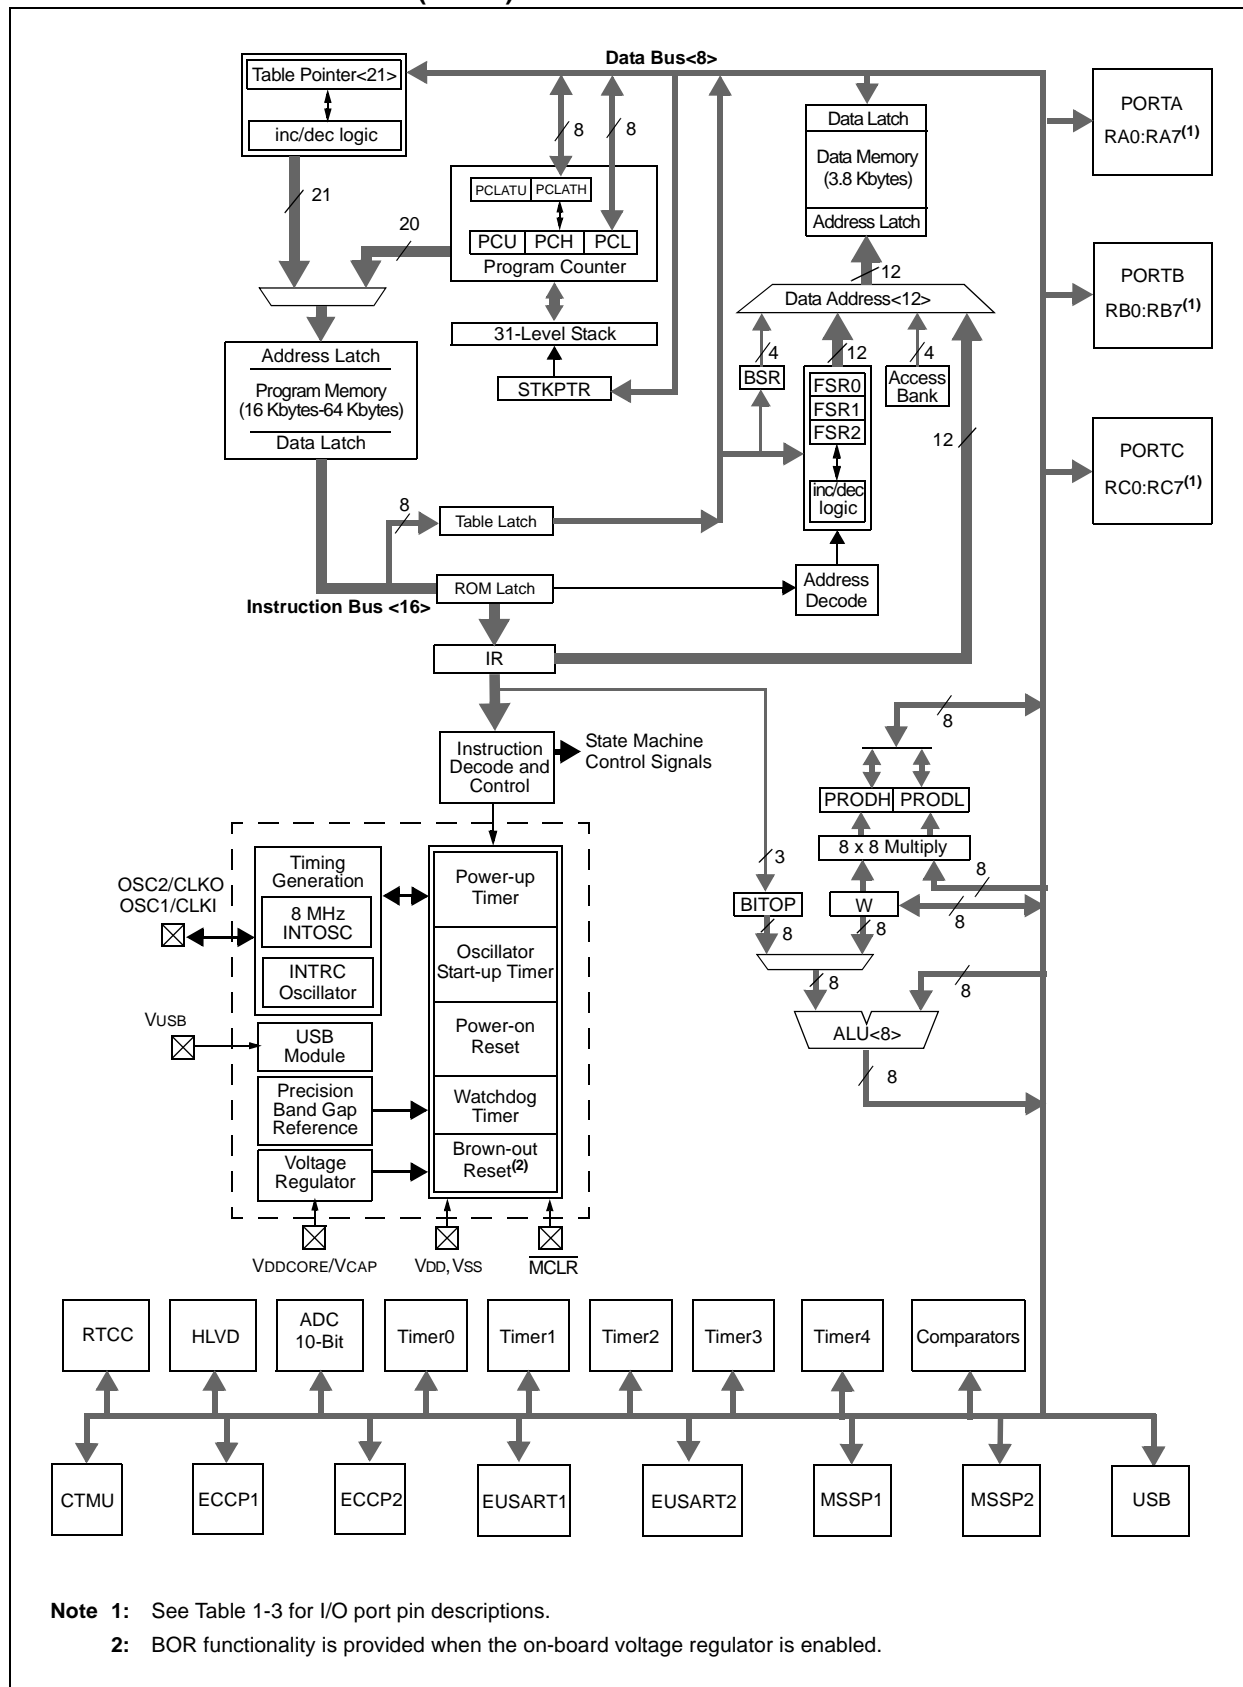 Data Bus<8>
Table Pointer<21>
inc/dec logic
21
20
8
8
PCLATU PCLATH
PCU PCH PCL
Program Counter
31-Level Stack
STKPTR
Data Latch
Data Memory
(3.8 Kbytes)
Address Latch
12
Data Address<12>
4
12
4
BSR
FSR0
FSR1
FSR2
inc/dec
logic
Access
Bank
12
Address
Decode
PORTA
RA0:RA7(1)
PORTB
RB0:RB7(1)
PORTC
RC0:RC7(1)
Address Latch
Program Memory
(16 Kbytes-64 Kbytes)
Data Latch
8
Table Latch
ROM Latch
Instruction Bus <16>
IR
Instruction
Decode and
Control
State Machine
Control Signals
8
PRODH PRODL
8 x 8 Multiply
3
8
BITOP
W
8
8
8
8
8
ALU<8>
8
OSC2/CLKO
OSC1/CLKI
Timing
Generation
8 MHz
INTOSC
INTRC
Oscillator
VUSB
USB
Module
Precision
Band Gap
Reference
Voltage
Regulator
Power-up
Timer
Oscillator
Start-up Timer
Power-on
Reset
Watchdog
Timer
Brown-out
Reset(2)
VDDCORE/VCAP
VDD, VSS
MCLR
RTCC
HLVD
ADC
10-Bit
Timer0
Timer1
Timer2
Timer3
Timer4
Comparators
CTMU
ECCP1
ECCP2
EUSART1
EUSART2
MSSP1
MSSP2
USB
Note 1: See Table 1-3 for I/O port pin descriptions.
2: BOR functionality is provided when the on-board voltage regulator is enabled.